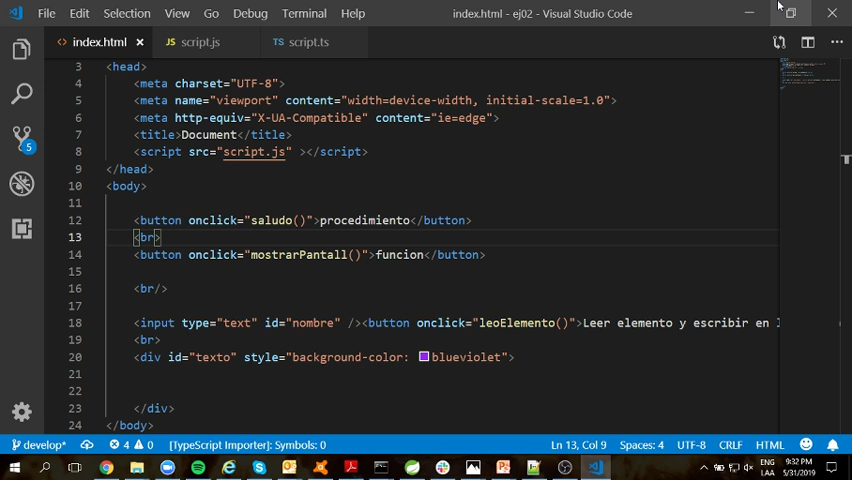 File Edit Selection View Go Debug Terminal Help index.html - ej02 - Visual Studio Code
<> index.html × JS script.js TS script.ts
3 <head>
4 <meta charset="UTF-8">
5 <meta name="viewport" content="width=device-width, initial-scale=1.0">
6 <meta http-equiv="X-UA-Compatible" content="ie=edge">
7 <title>Document</title>
8 <script src="script.js" ></script>
9 </head>
10 <body>
11
12 <button onclick="saludo()">procedimiento</button>
13 <br>
14 <button onclick="mostrarPantall()">funcion</button>
15
16 <br/>
17
18 <input type="text" id="nombre" /><button onclick="leoElemento()">Leer elemento y escribir en
19 <br>
20 <div id="texto" style="background-color: blueviolet">
21
22
23 </div>
24 </body>
5
develop* 4 0 [TypeScript Importer]: Symbols: 0 Ln 13, Col 9 Spaces: 4 UTF-8 CRLF HTML
ENG 9:32 PM
LAA 5/31/2019